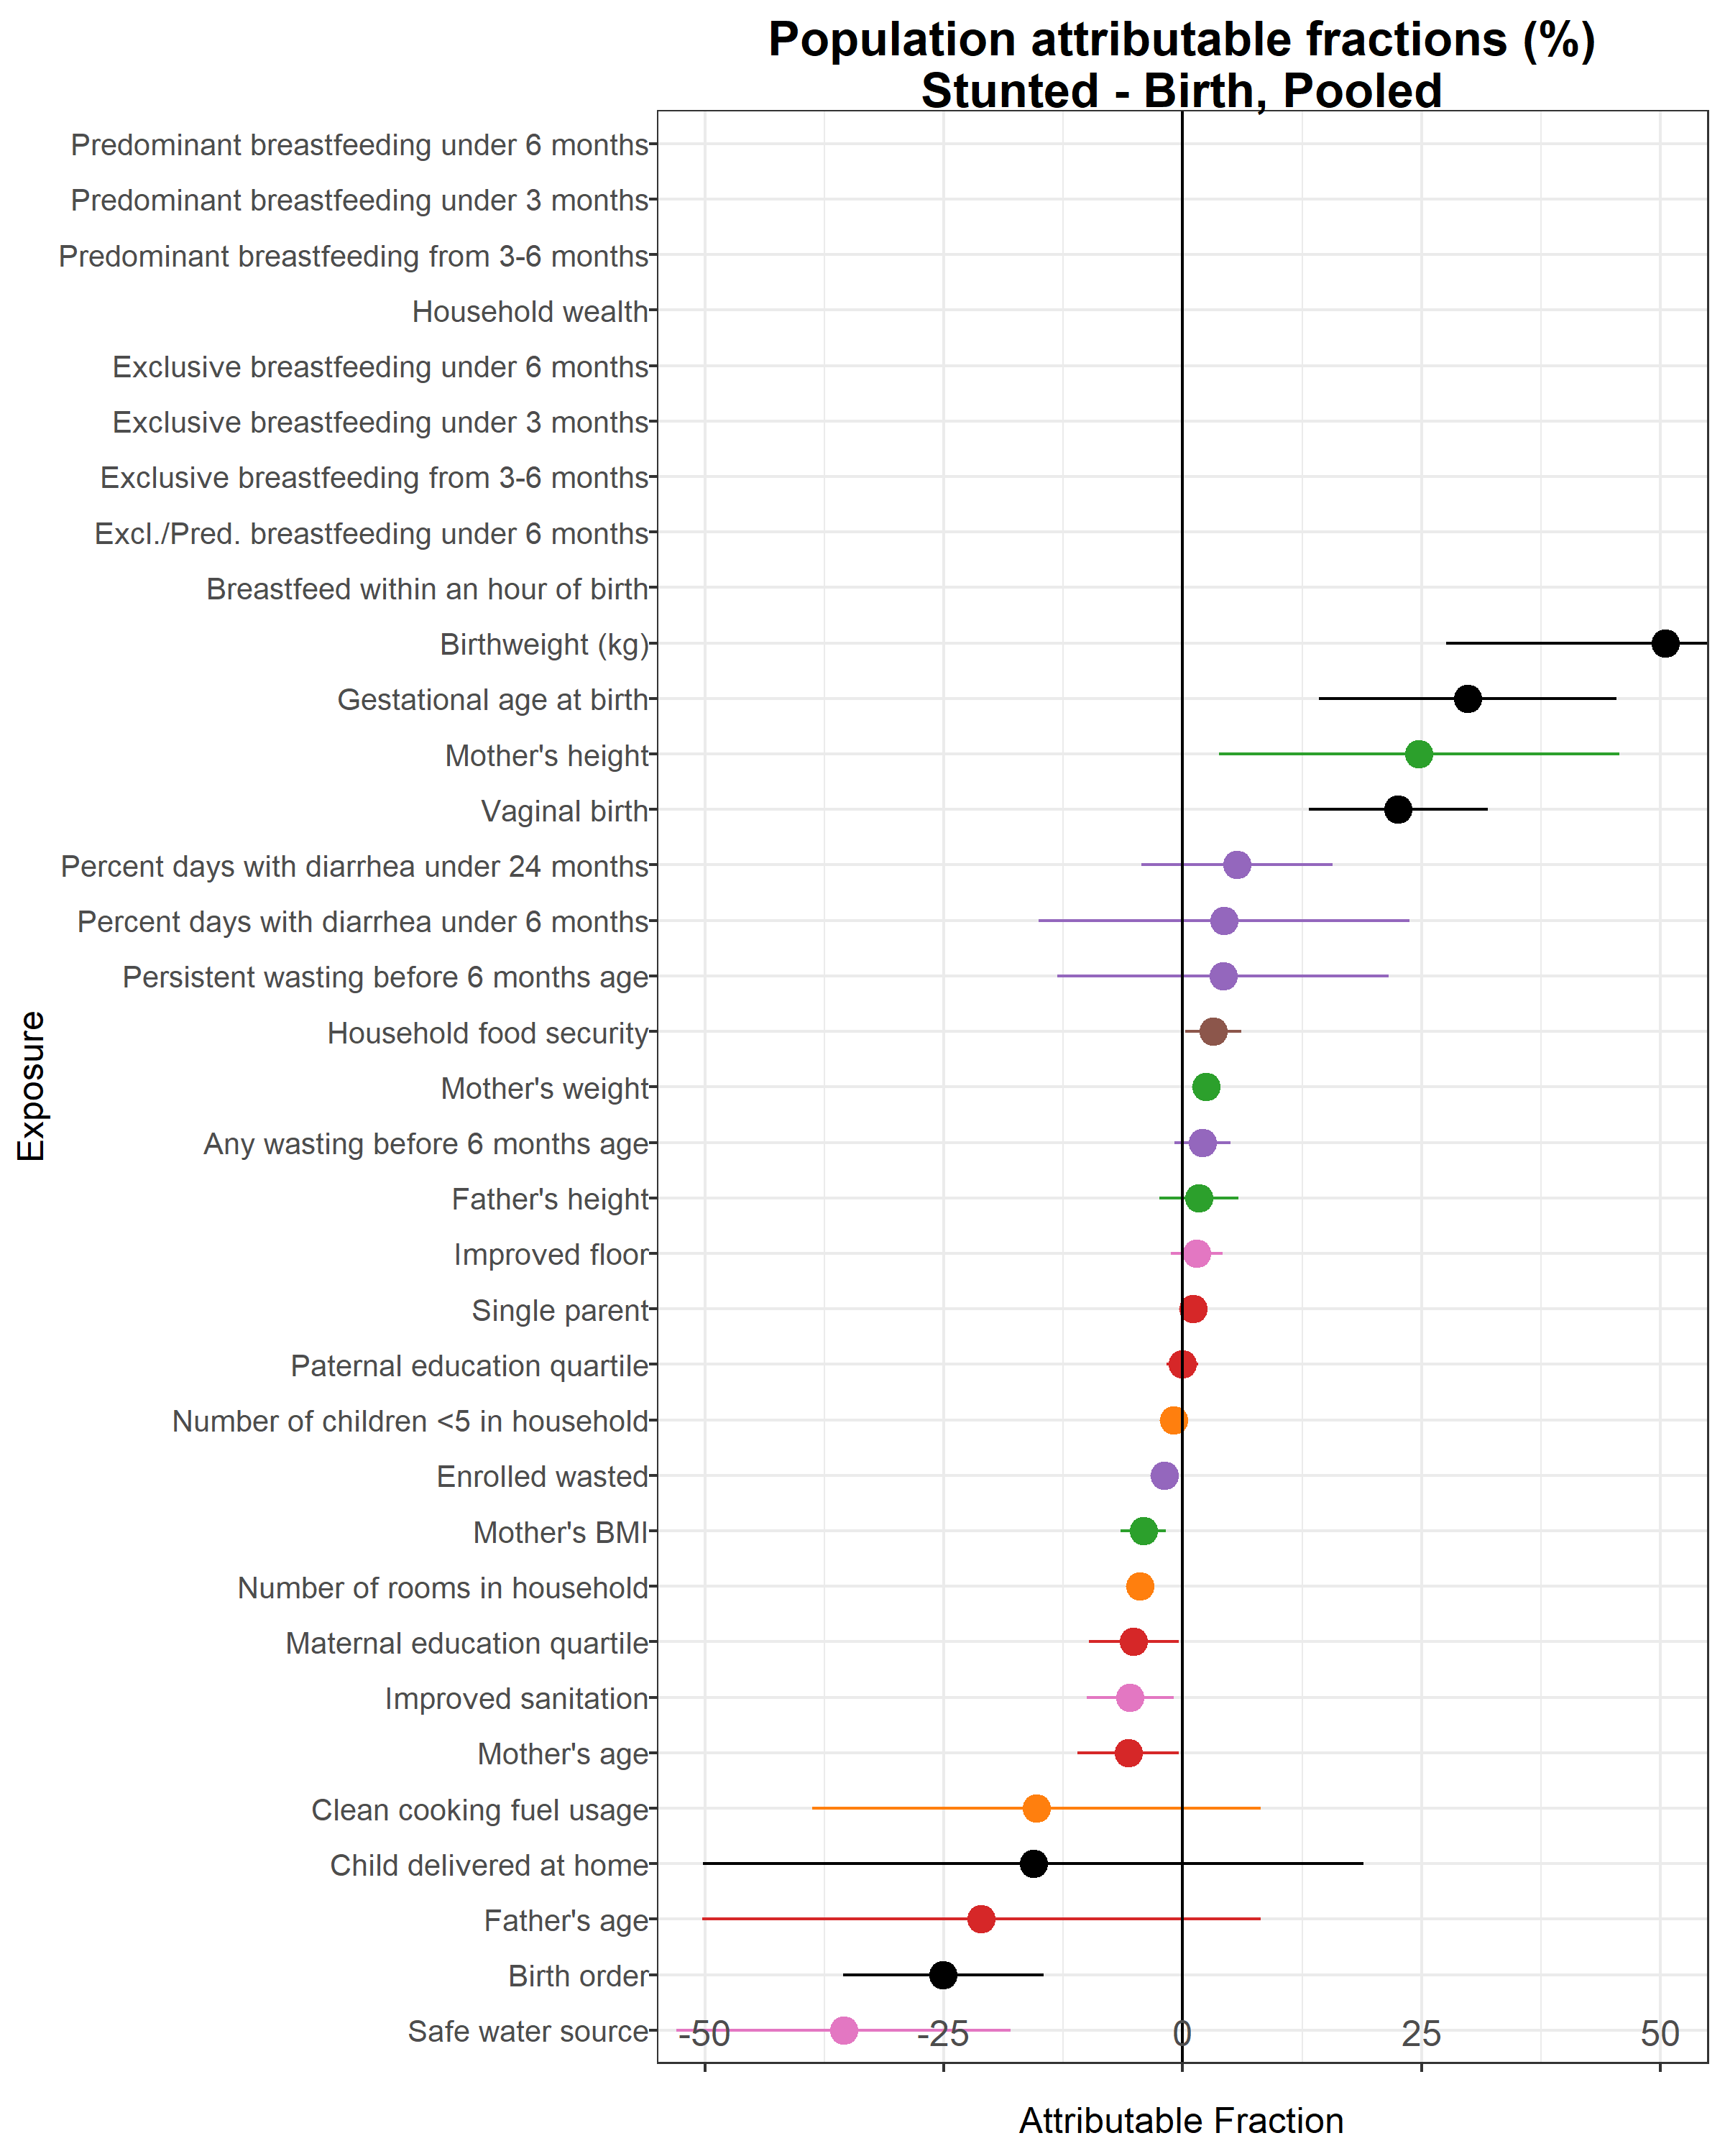 Population attributable fractions (%)
Stunted - Birth, Pooled
Predominant breastfeeding under 6 months
Predominant breastfeeding under 3 months
Predominant breastfeeding from 3-6 months
Household wealth
Exclusive breastfeeding under 6 months
Exclusive breastfeeding under 3 months
Exclusive breastfeeding from 3-6 months
Excl./Pred. breastfeeding under 6 months
Breastfeed within an hour of birth
Birthweight (kg)
Gestational age at birth
Mother's height
Vaginal birth
Percent days with diarrhea under 24 months
Percent days with diarrhea under 6 months
Persistent wasting before 6 months age
Household food security
Mother's weight
Any wasting before 6 months age
Father's height
Improved floor
Single parent
Paternal education quartile
Number of children <5 in household
Enrolled wasted
Mother's BMI
Number of rooms in household
Maternal education quartile
Improved sanitation
Mother's age
Clean cooking fuel usage
Child delivered at home
Father's age
Birth order
Safe water source
Exposure
-50 -25 0 25 50
Attributable Fraction